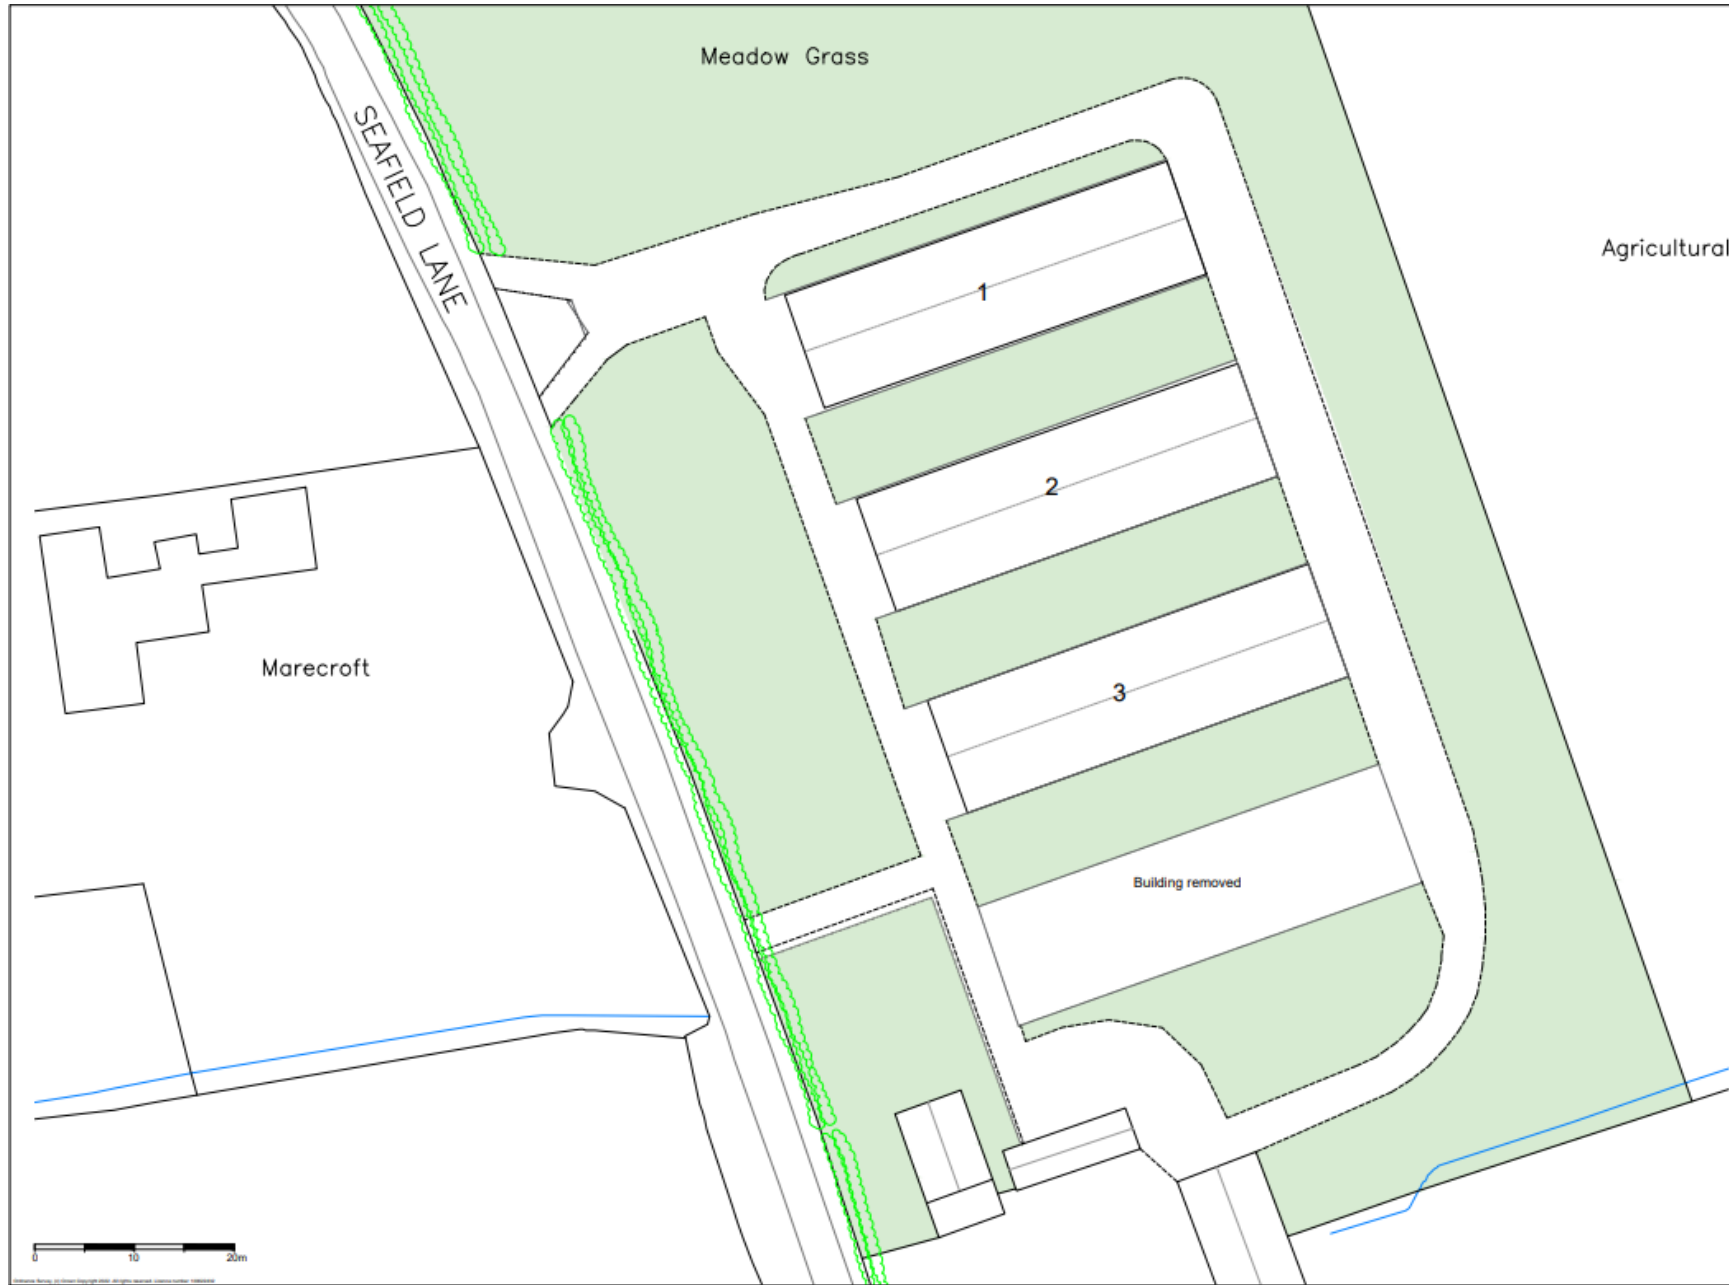 Meadow Grass
SEAFIELD LANE
Agricultural
1
2
3
Marecroft
Building removed
0 10 20m